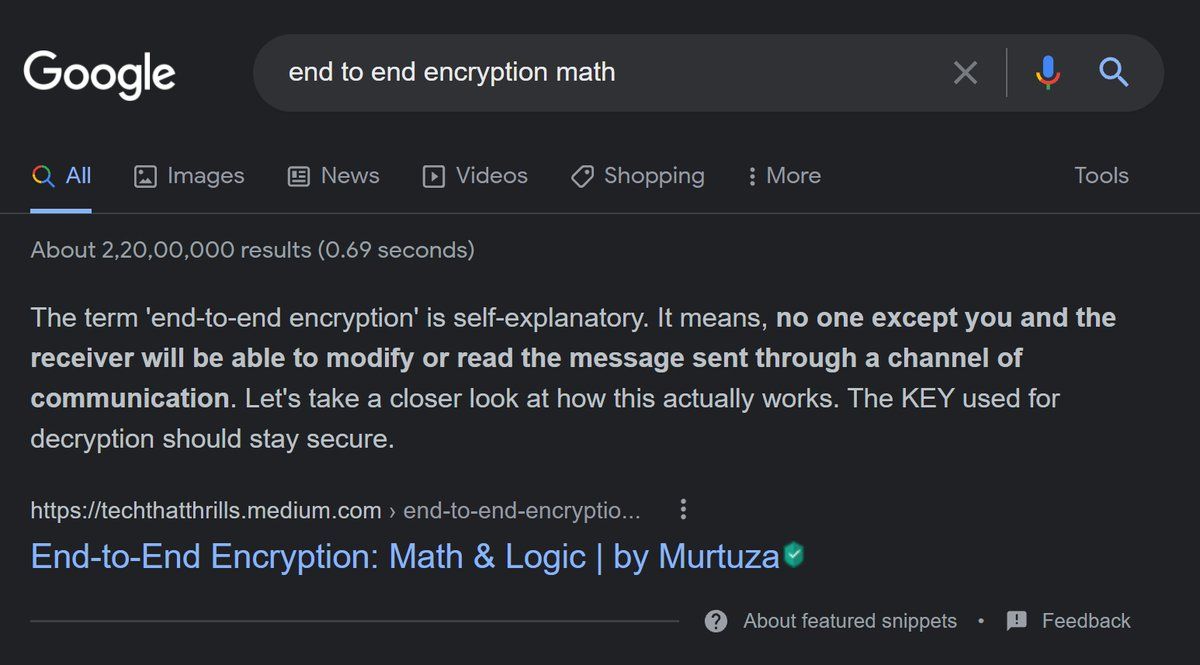 Google
end to end encryption math
All Images News Videos Shopping More Tools
About 2,20,00,000 results (0.69 seconds)
The term 'end-to-end encryption' is self-explanatory. It means, no one except you and the
receiver will be able to modify or read the message sent through a channel of
communication. Let's take a closer look at how this actually works. The KEY used for
decryption should stay secure.
https://techthatthrills.medium.com › end-to-end-encryptio...
End-to-End Encryption: Math & Logic | by Murtuza
About featured snippets • Feedback